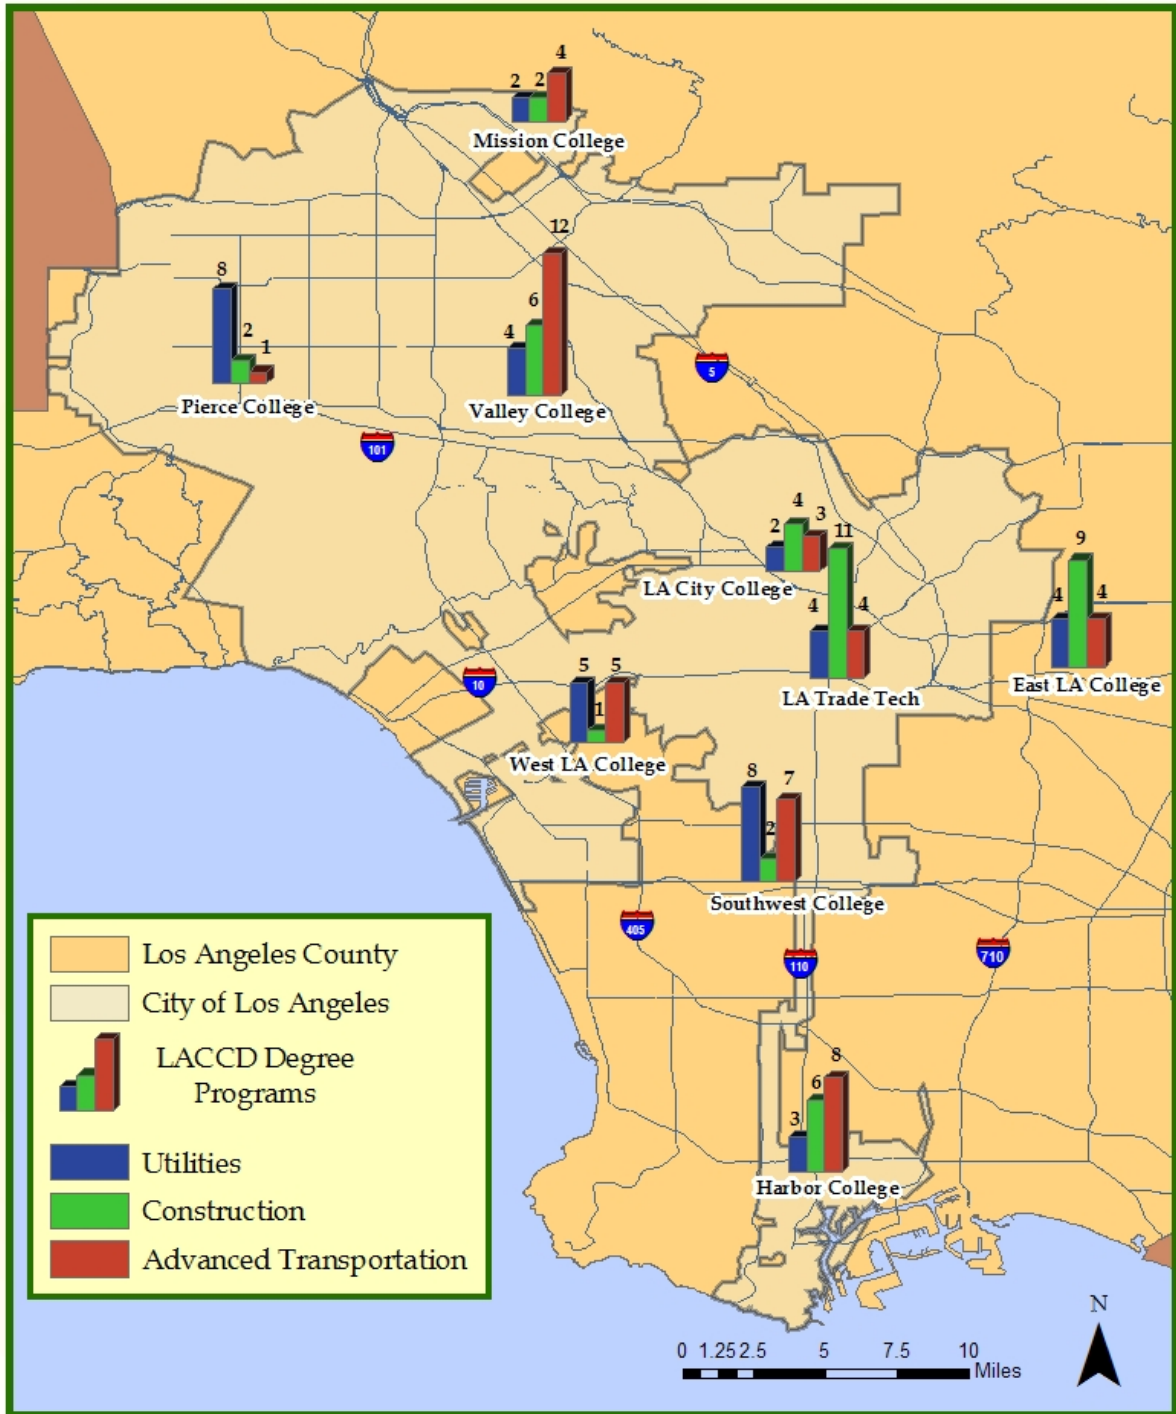 2 2 4
Mission College
8 2 1
Pierce College
4 6 12
Valley College
5
101
2 4 3
LA City College
4 11 4
LA Trade Tech
4 9 4
East LA College
10
5 1 5
West LA College
8 2 7
Southwest College
405
110
710
3 6 8
Harbor College
Los Angeles County
City of Los Angeles
LACCD Degree
Programs
Utilities
Construction
Advanced Transportation
N
0 1.25 2.5 5 7.5 10
Miles